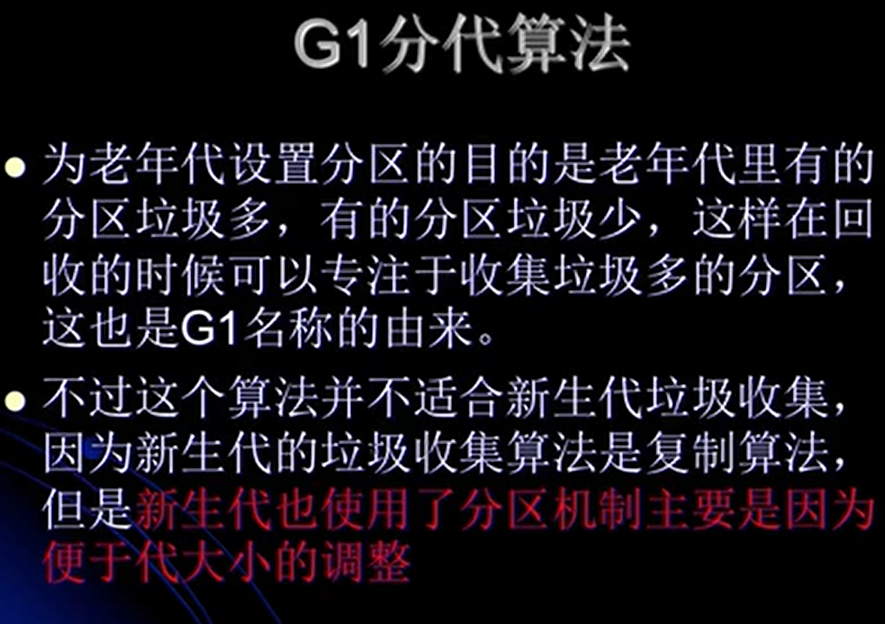 G1分代算法
为老年代设置分区的目的是老年代里有的
分区垃圾多，有的分区垃圾少，这样在回
收的时候可以专注于收集垃圾多的分区，
这也是G1名称的由来。
不过这个算法并不适合新生代垃圾收集，
因为新生代的垃圾收集算法是复制算法，
但是新生代也使用了分区机制主要是因为
便于代大小的调整